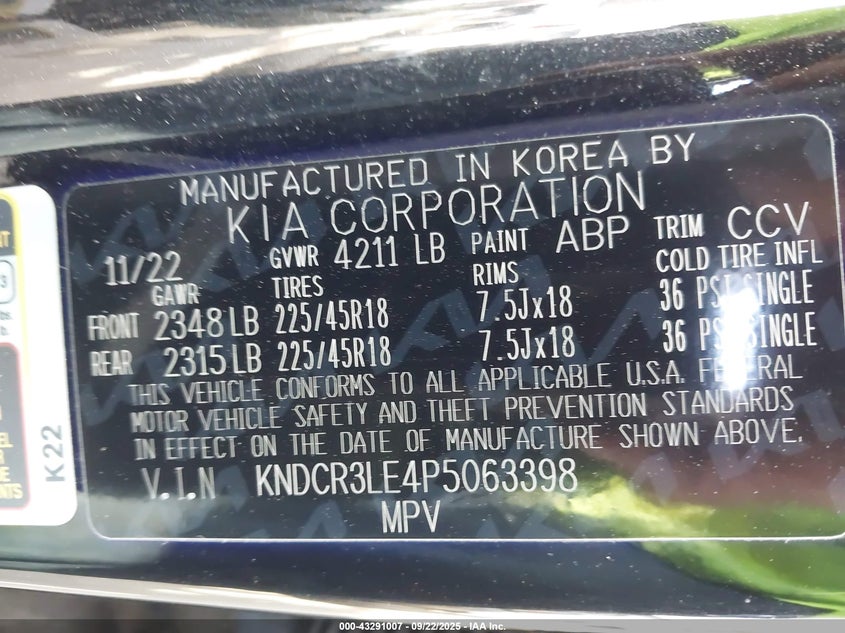 MANUFACTURED IN KOREA BY
KIA CORPORATION
11/22 GVWR 4211 LB PAINT ABP TRIM CCV
GAWR TIRES RIMS COLD TIRE INFL
FRONT 2348 LB 225/45R18 7.5Jx18 36 PSI SINGLE
REAR 2315 LB 225/45R18 7.5Jx18 36 PSI SINGLE
THIS VEHICLE CONFORMS TO ALL APPLICABLE U.S.A. FEDERAL
MOTOR VEHICLE SAFETY AND THEFT PREVENTION STANDARDS
IN EFFECT ON THE DATE OF MANUFACTURE SHOWN ABOVE.
V.I.N KNDCR3LE4P5063398
MPV
K22
000-43291007 - 09/22/2025 - IAA Inc.